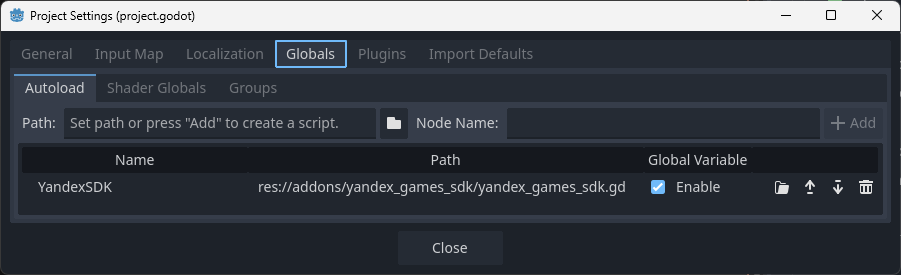 Project Settings (project.godot)
General Input Map Localization Globals Plugins Import Defaults
Autoload Shader Globals Groups
Path: Set path or press "Add" to create a script. Node Name: Add
Name Path Global Variable
YandexSDK res://addons/yandex_games_sdk/yandex_games_sdk.gd Enable
Close